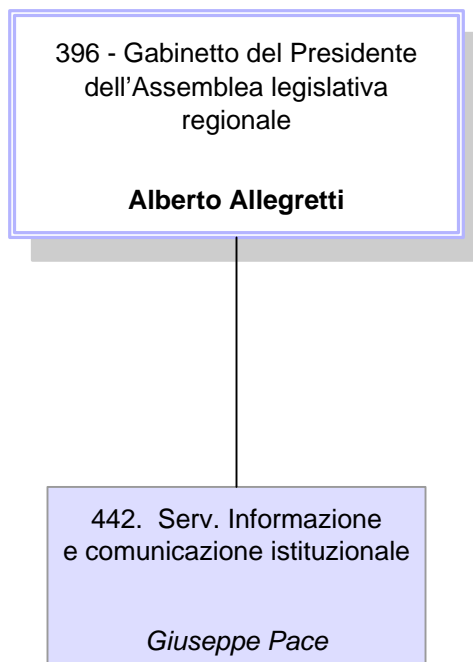 396 - Gabinetto del Presidente
dell'Assemblea legislativa
regionale
Alberto Allegretti
442. Serv. Informazione
e comunicazione istituzionale
Giuseppe Pace